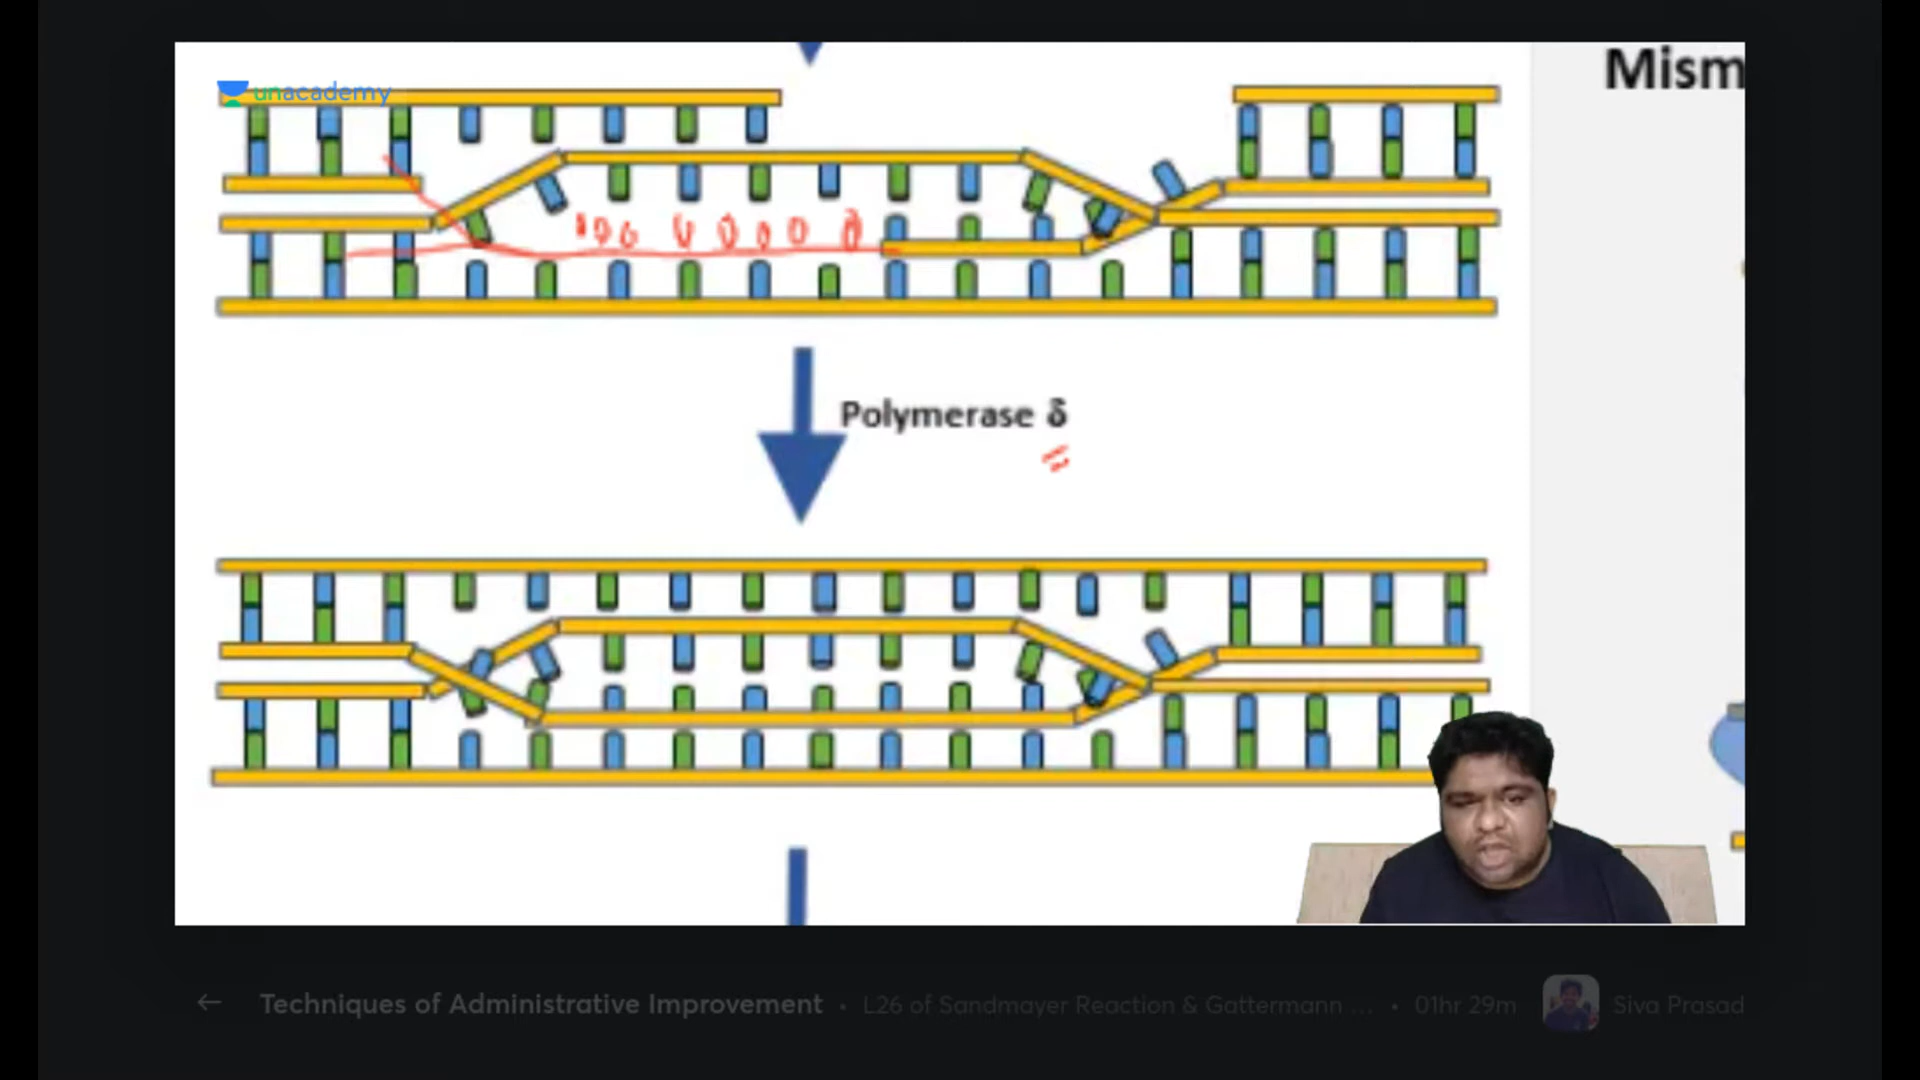 unacademy
Mism
Polymerase δ
Techniques of Administrative Improvement • L26 of Sandmayer Reaction & Gattermann ... • 01hr 29m Siva Prasad